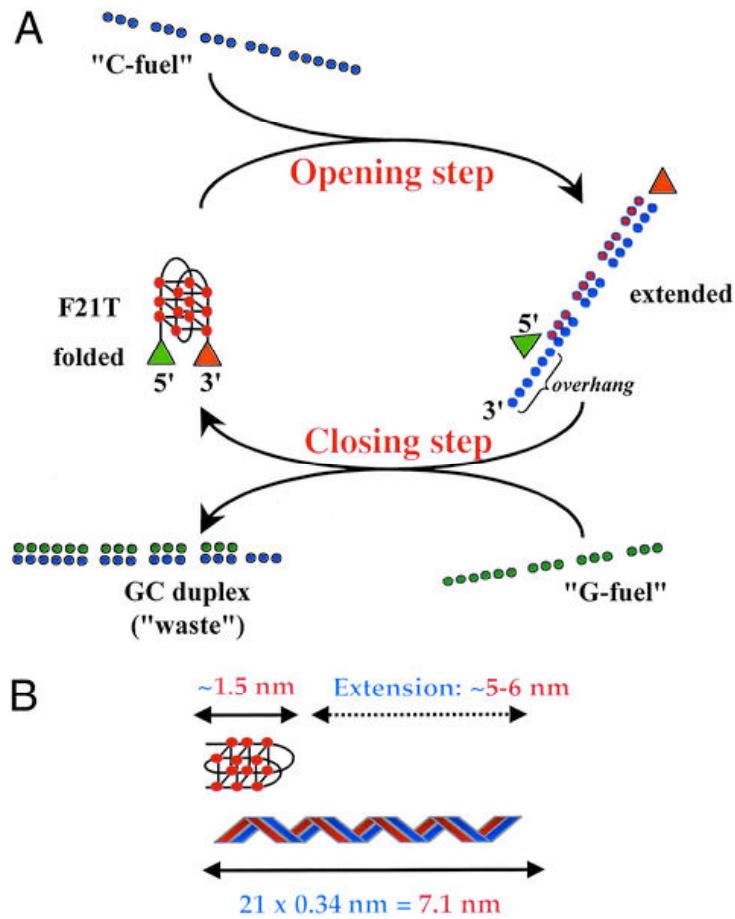 A
"C-fuel"
Opening step
F21T
folded
5'
3'
5'
extended
3'
overhang
Closing step
GC duplex
("waste")
"G-fuel"
B
~1.5 nm
Extension: ~5-6 nm
21 x 0.34 nm = 7.1 nm